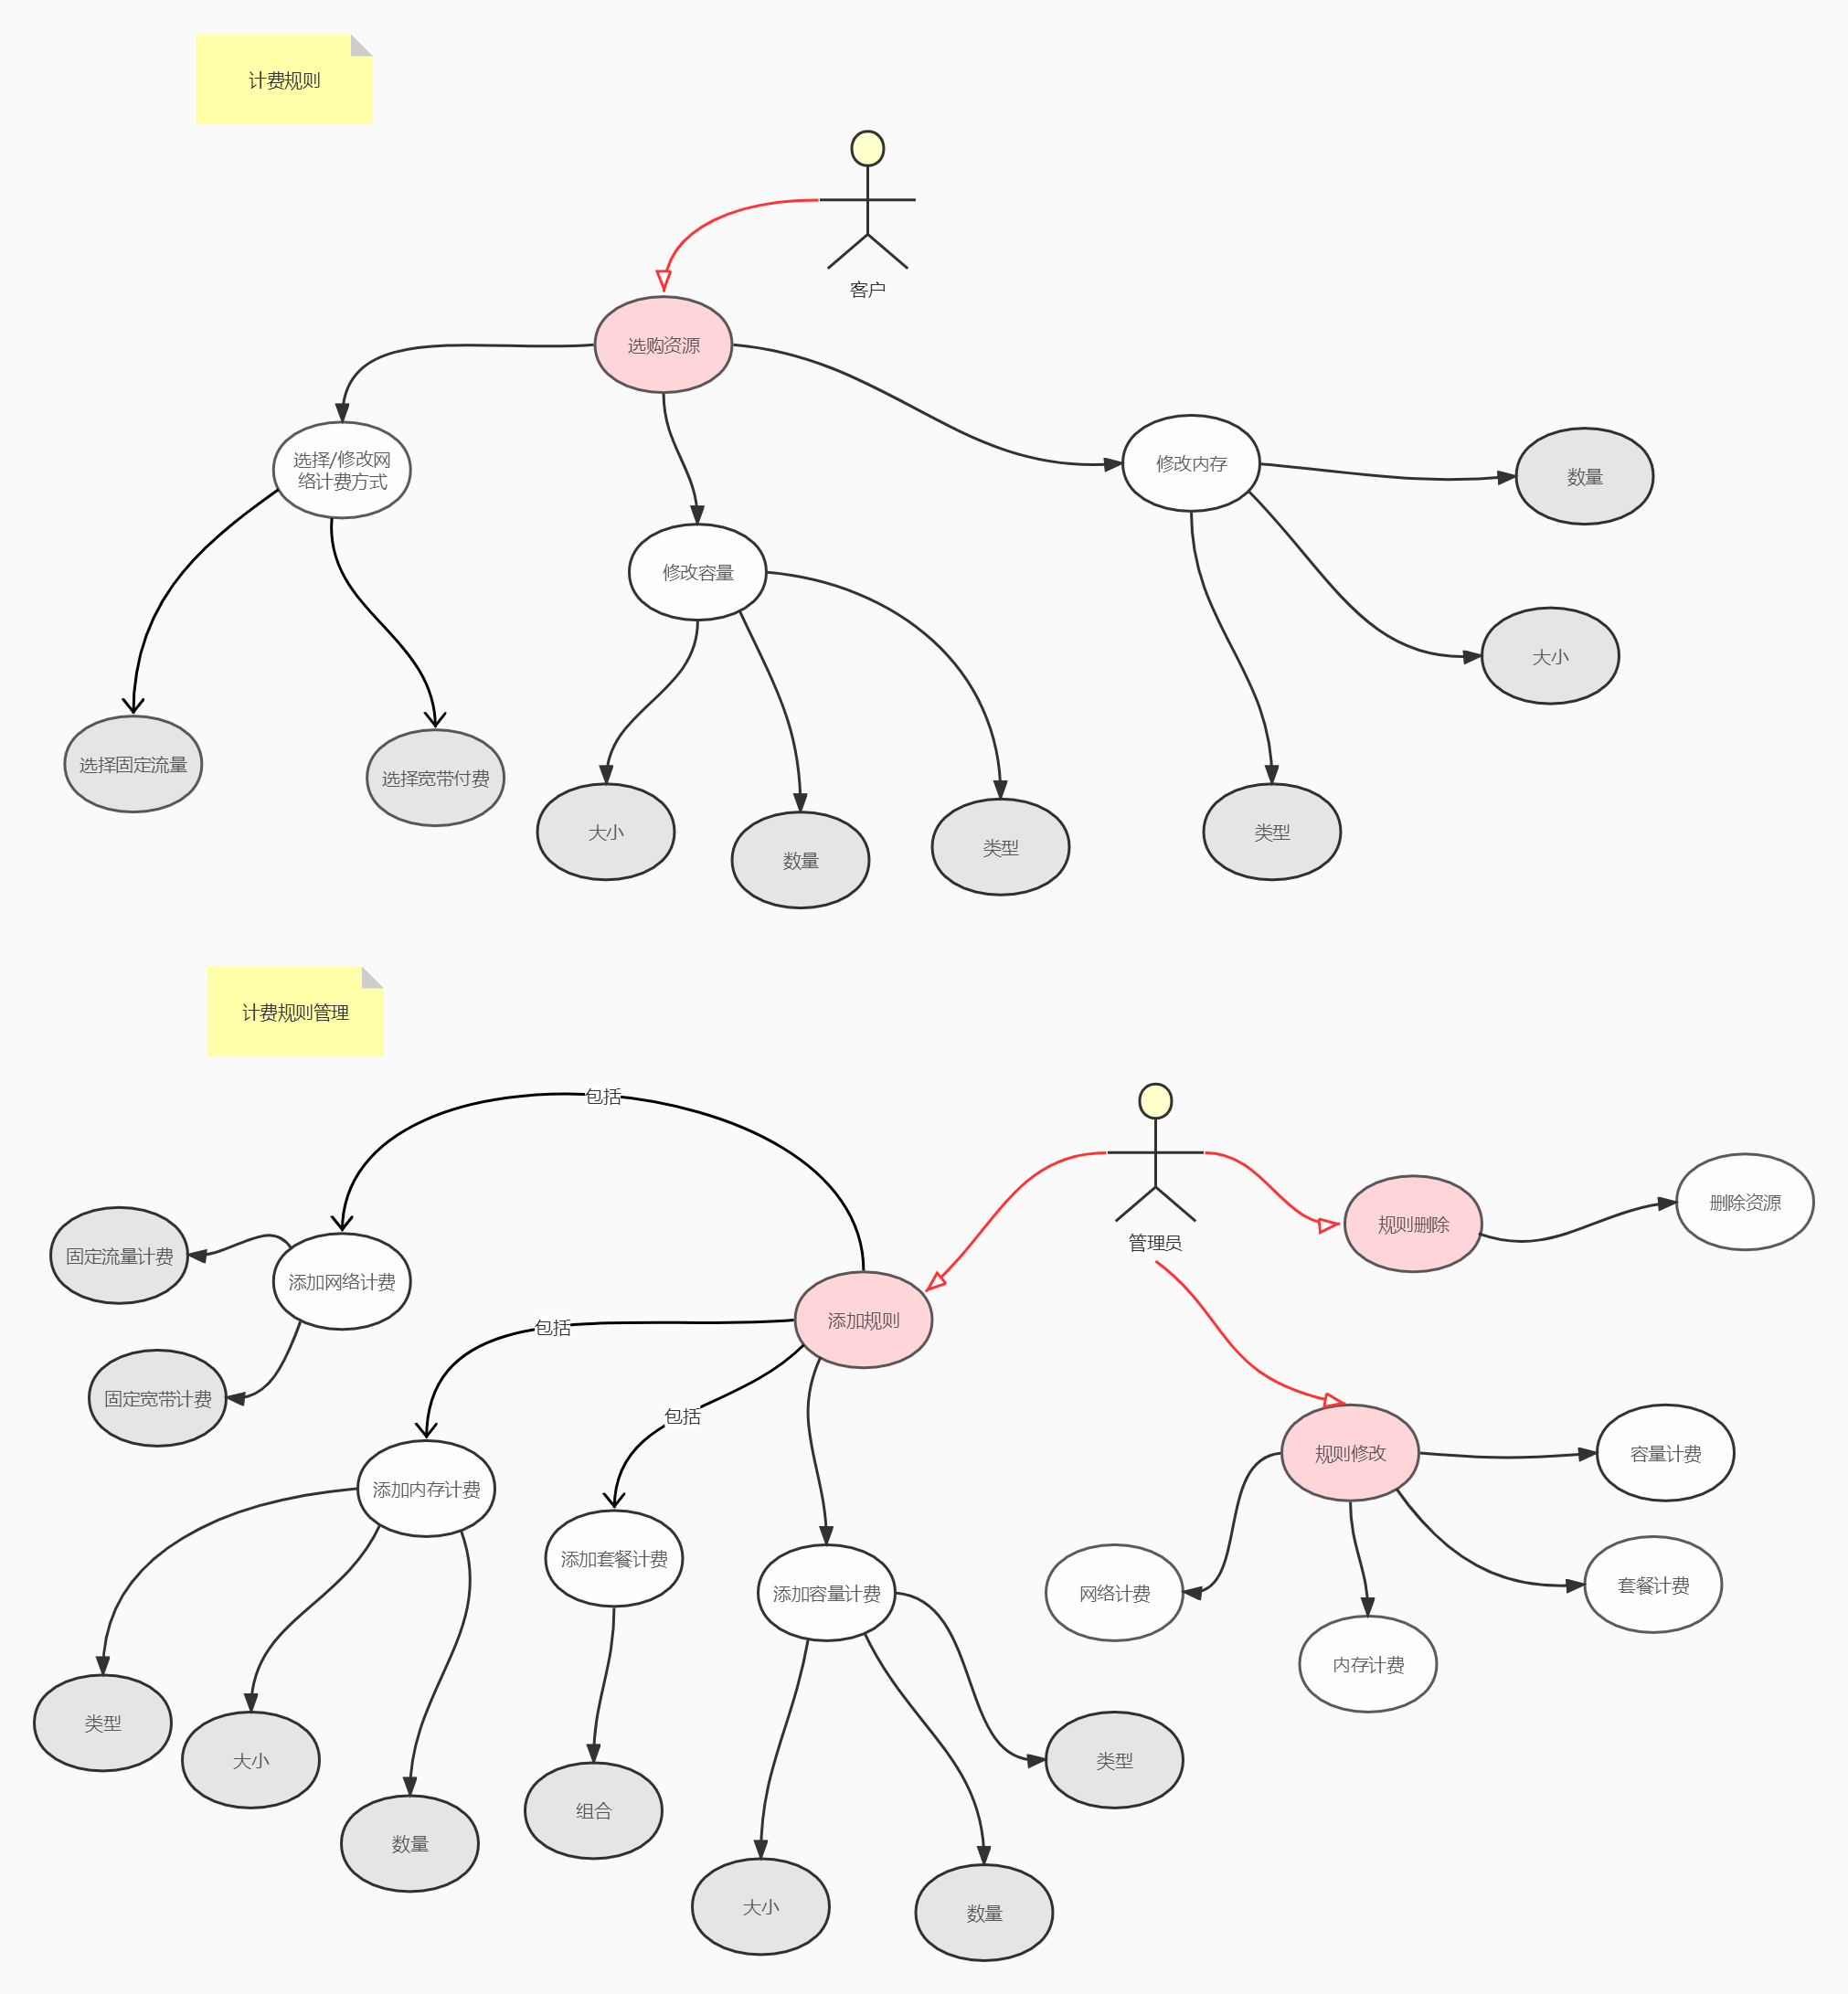 计费规则
客户
选购资源
选择/修改网
络计费方式
修改内存
数量
修改容量
大小
选择固定流量
选择宽带付费
大小
数量
类型
类型
计费规则管理
包括
管理员
删除资源
规则删除
固定流量计费
添加网络计费
添加规则
包括
固定宽带计费
包括
规则修改
容量计费
添加内存计费
添加套餐计费
添加容量计费
网络计费
套餐计费
内存计费
类型
大小
类型
组合
数量
大小
数量